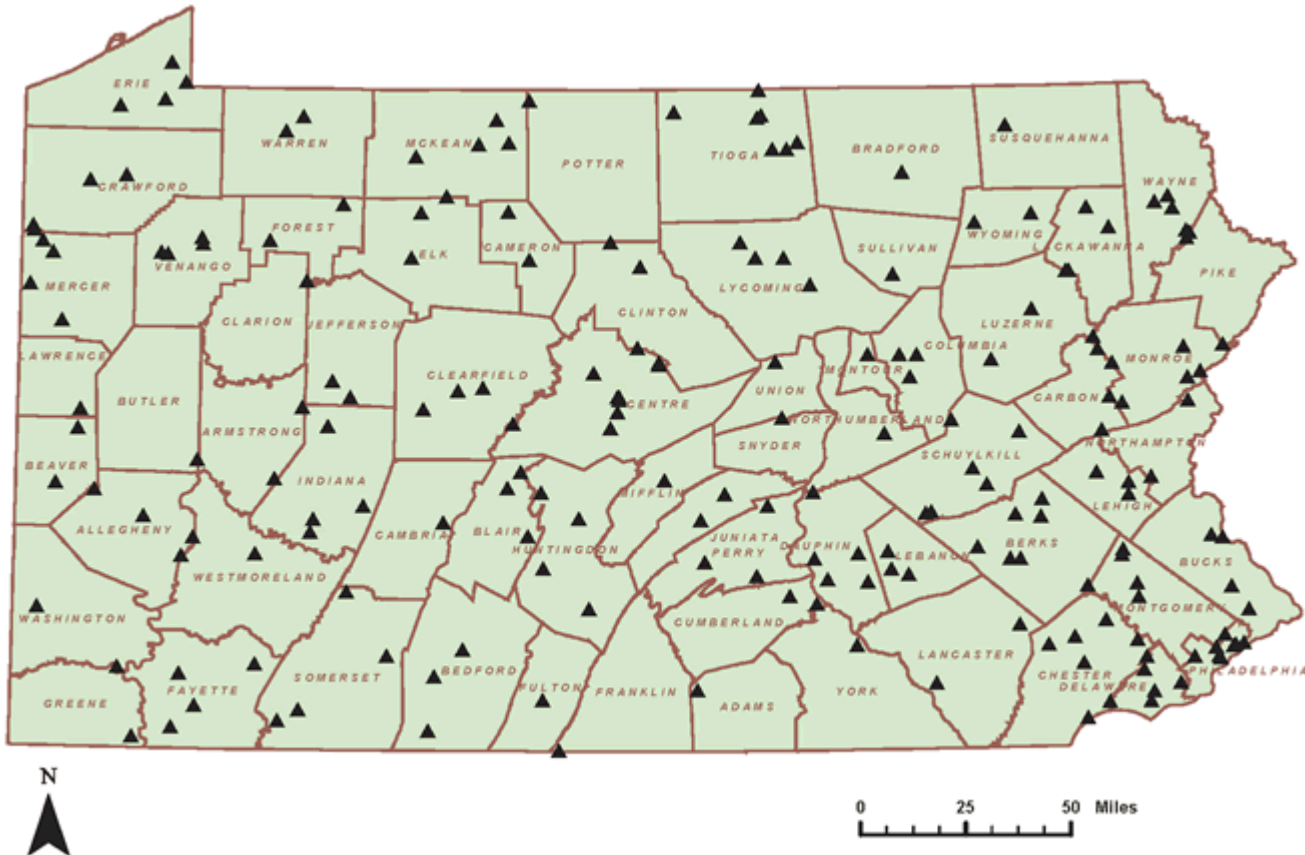 ERIE
WARREN
MCKEAN
POTTER
TIOGA
BRADFORD
SUSQUEHANNA
CRAWFORD
WAYNE
FOREST
VENANGO
ELK
CAMERON
SULLIVAN
WYOMING
L CKAWANNA
PIKE
MERCER
LYCOMING
CLINTON
CLARION
JEFFERSON
LUZERNE
COLUMBIA
LAWRENCE
MONROE
MONTOUR
CLEARFIELD
UNION
BUTLER
CENTRE
CARBON
ARMSTRONG
NORTHUMBERLAND
SNYDER
NORTHAMPTON
SCHUYLKILL
BEAVER
INDIANA
MIFFLIN
LEHIGH
ALLEGHENY
CAMBRIA
BLAIR
JUNIATA
HUNTINGDON
PERRY
DAUPHIN
BERKS
LEBANON
BUCKS
WESTMORELAND
WASHINGTON
CUMBERLAND
MONTGOMERY
LANCASTER
BEDFORD
PHILADELPHIA
SOMERSET
CHESTER
FAYETTE
FULTON
FRANKLIN
YORK
DELAWARE
GREENE
ADAMS
N
0 25 50 Miles